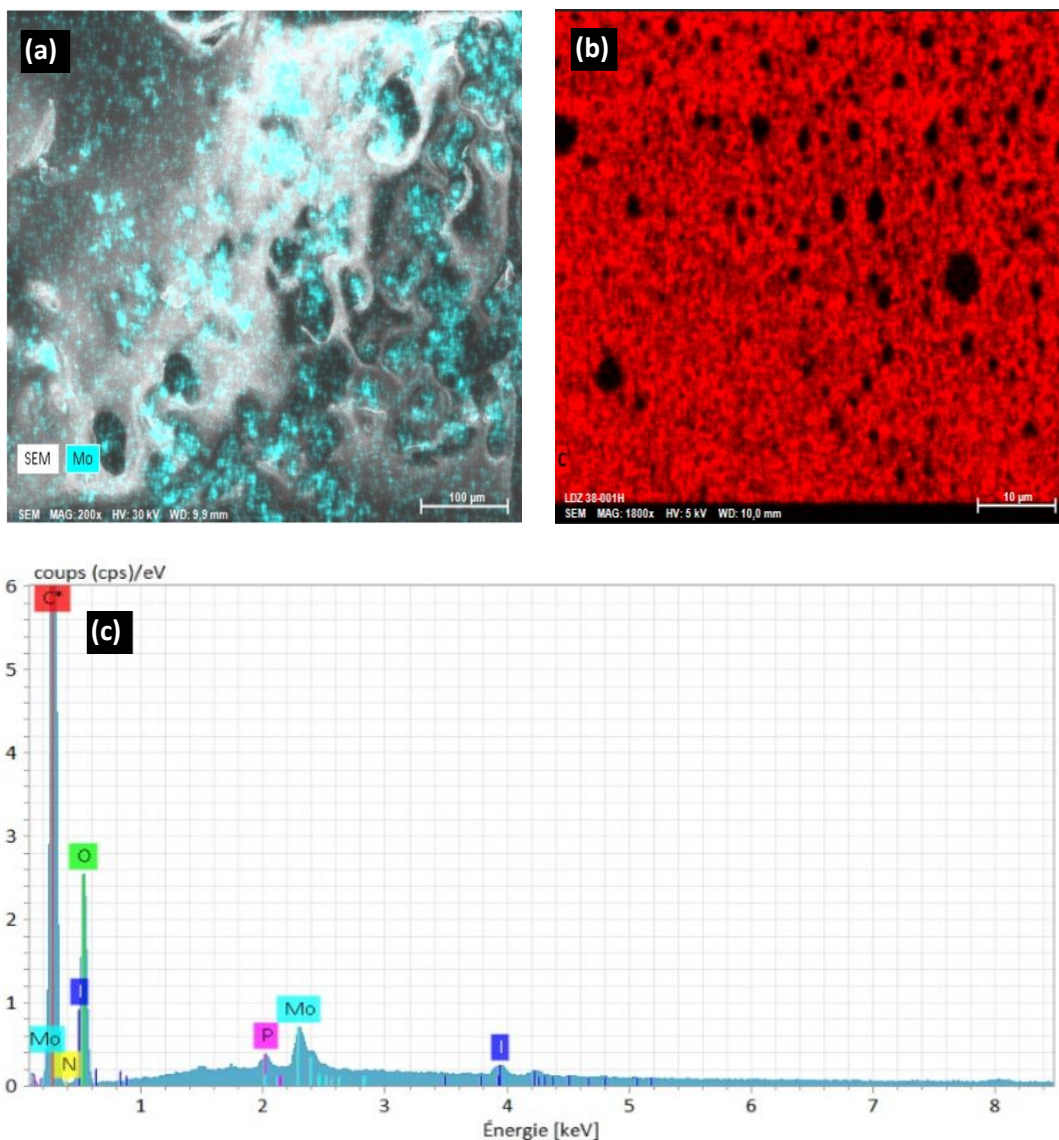 (a)
SEM Mo
100 µm
SEM MAG: 200x HV: 30 kV WD: 9,9 mm
(b)
C
LDZ 38-001H
10 µm
SEM MAG: 1800x HV: 5 kV WD: 10,0 mm
coups (cps)/eV
(c)
6
5
4
3
2
1
0
C*
O
I
Mo
N
P
Mo
I
1 2 3 4 5 6 7 8
Énergie [keV]